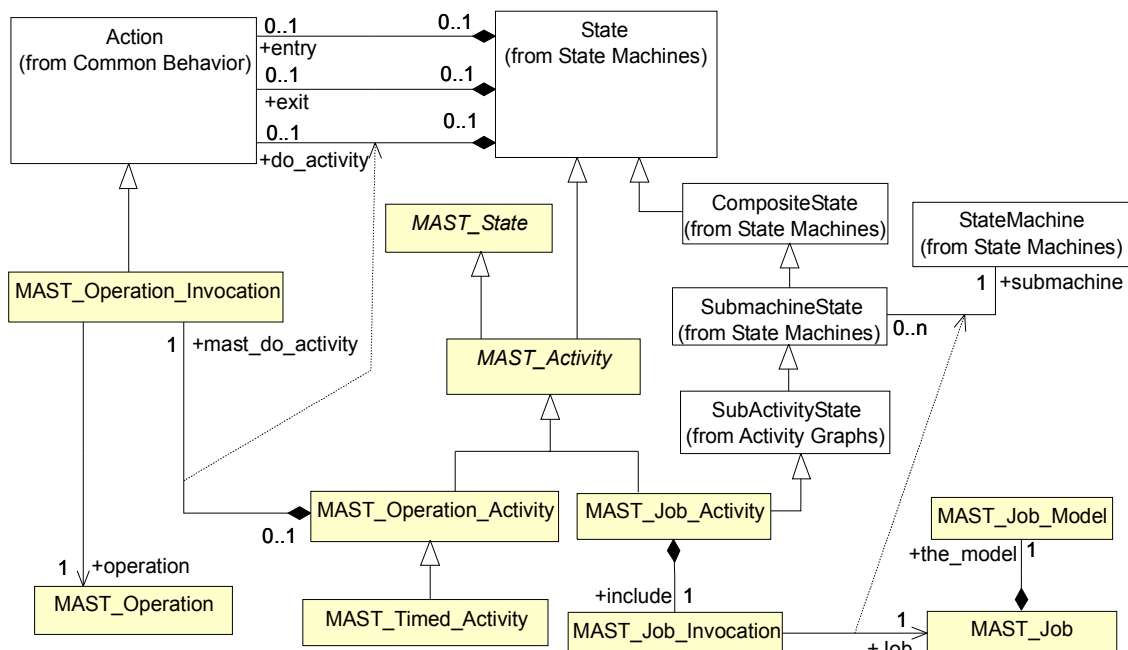 Action
(from Common Behavior)
0..1
+entry
0..1
State
(from State Machines)
0..1
+exit
0..1
0..1
+do_activity
0..1
MAST_State
CompositeState
(from State Machines)
StateMachine
(from State Machines)
1
+submachine
MAST_Operation_Invocation
SubmachineState
(from State Machines)
0..n
1
+mast_do_activity
MAST_Activity
SubActivityState
(from Activity Graphs)
MAST_Operation_Activity
0..1
MAST_Job_Activity
MAST_Job_Model
+the_model
1
1
+operation
MAST_Operation
MAST_Timed_Activity
+include
1
MAST_Job_Invocation
1
+Job
MAST_Job